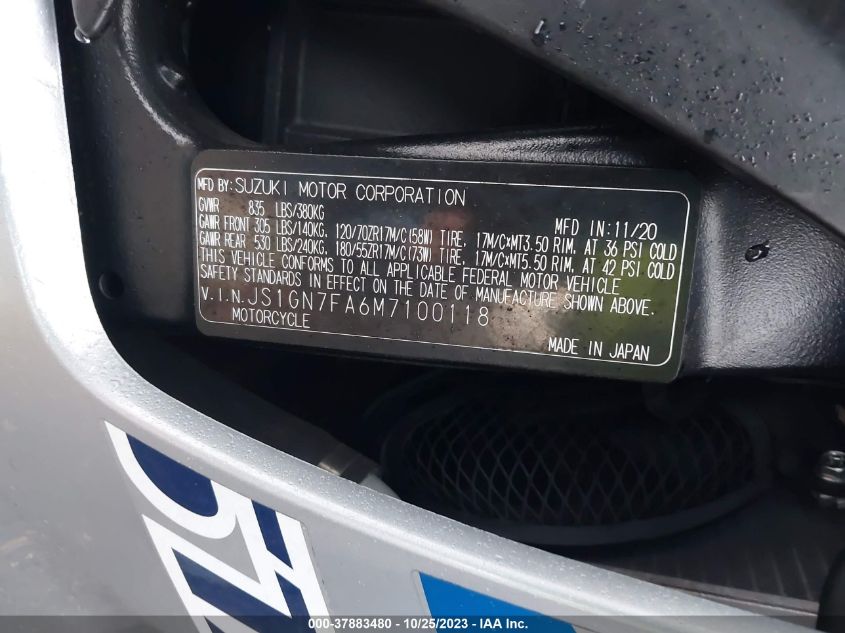 MFD BY: SUZUKI MOTOR CORPORATION
GVWR 835 LBS/380KG MFD IN: 11/20
GAWR FRONT 305 LBS/140KG, 120/70ZR17M/C(58W) TIRE, 17M/C×MT3.50 RIM, AT 36 PSI COLD
GAWR REAR 530 LBS/240KG, 180/55ZR17M/C(73W) TIRE, 17M/C×MT5.50 RIM, AT 42 PSI COLD
THIS VEHICLE CONFORMS TO ALL APPLICABLE FEDERAL MOTOR VEHICLE
SAFETY STANDARDS IN EFFECT ON THE DATE OF MANUFACTURE SHOWN ABOVE.
V.I.N. JS1GN7FA6M7100118
MOTORCYCLE MADE IN JAPAN
000-37883480 - 10/25/2023 - IAA Inc.